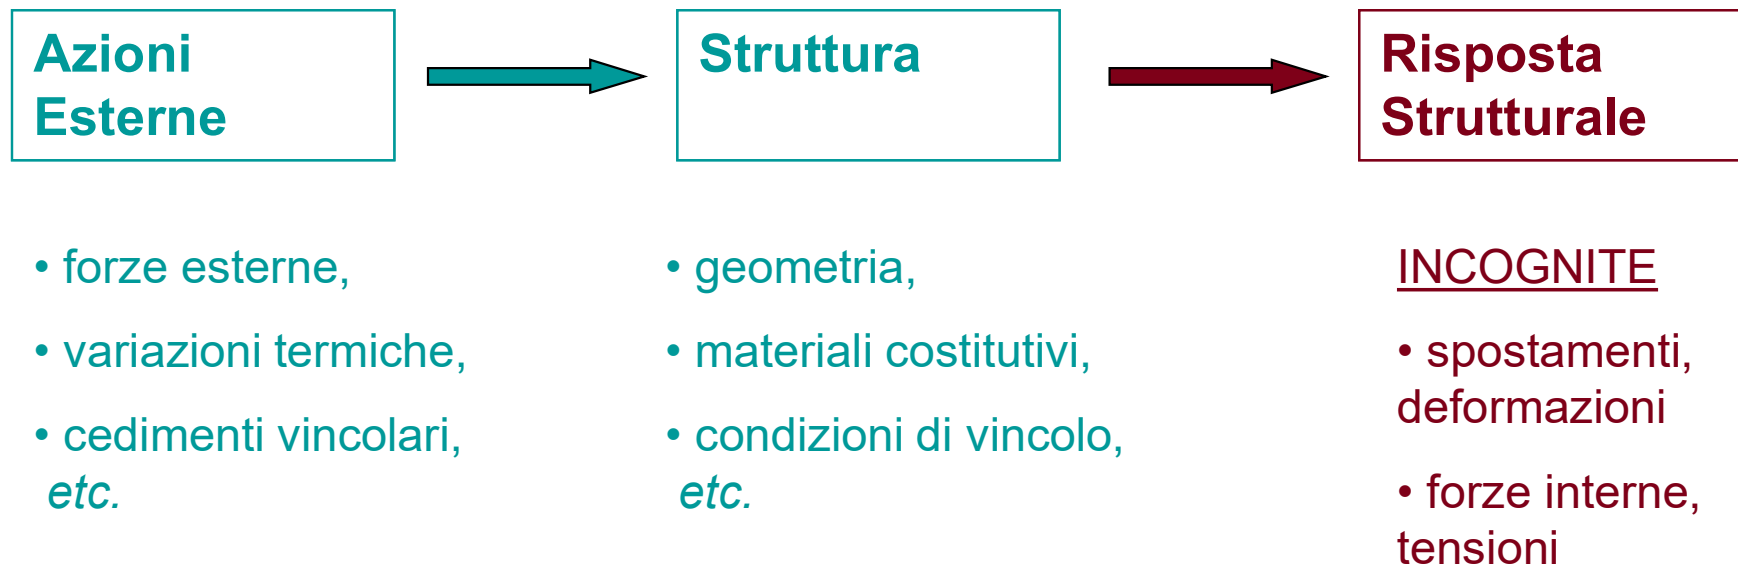 Azioni
Esterne
Struttura
Risposta
Strutturale
• forze esterne,
• variazioni termiche,
• cedimenti vincolari,
etc.
• geometria,
• materiali costitutivi,
• condizioni di vincolo,
etc.
INCOGNITE
• spostamenti,
deformazioni
• forze interne,
tensioni